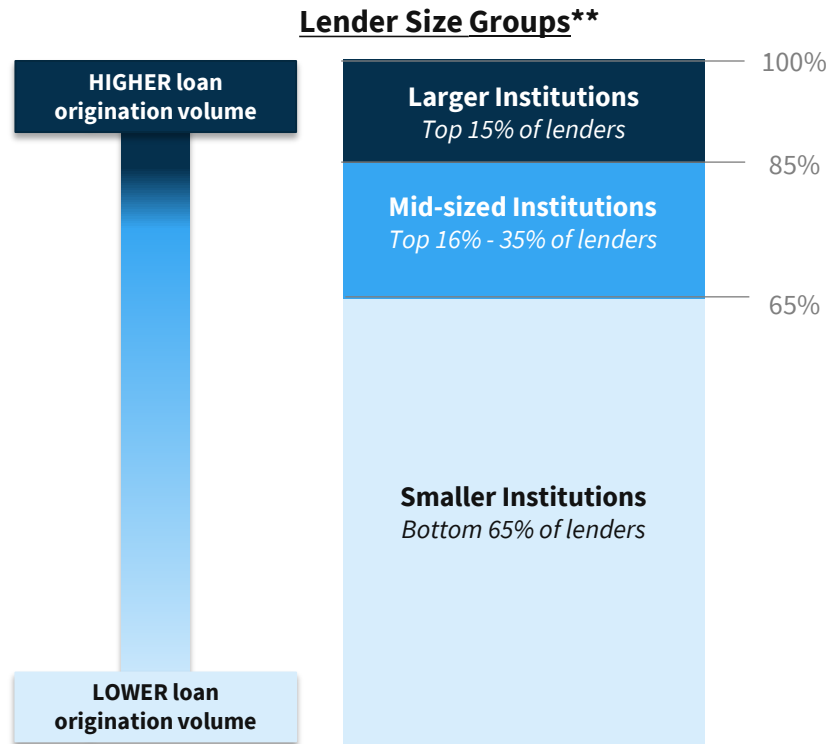 Lender Size Groups**
HIGHER loan
origination volume
100%
Larger Institutions
Top 15% of lenders
85%
Mid-sized Institutions
Top 16% - 35% of lenders
65%
Smaller Institutions
Bottom 65% of lenders
LOWER loan
origination volume